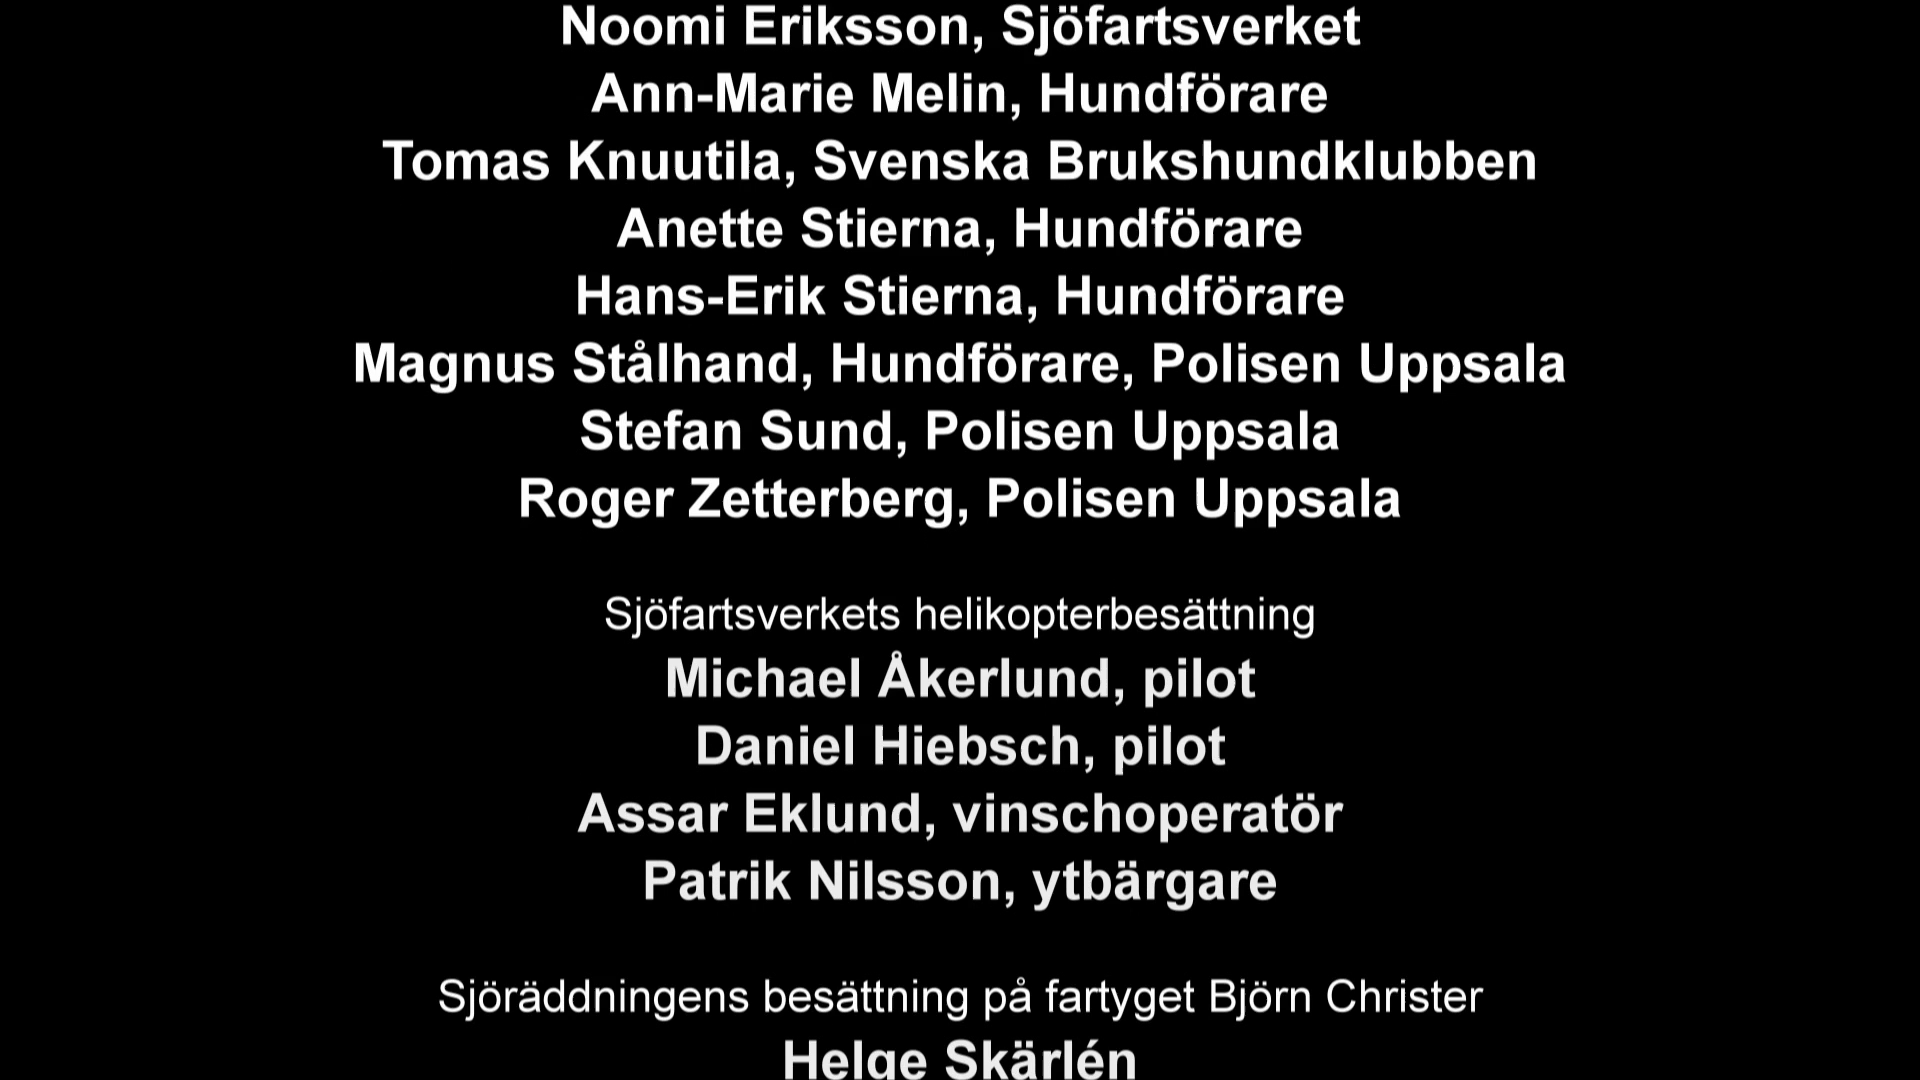 Noomi Eriksson, Sjöfartsverket
Ann-Marie Melin, Hundförare
Tomas Knuutila, Svenska Brukshundklubben
Anette Stierna, Hundförare
Hans-Erik Stierna, Hundförare
Magnus Stålhand, Hundförare, Polisen Uppsala
Stefan Sund, Polisen Uppsala
Roger Zetterberg, Polisen Uppsala
Sjöfartsverkets helikopterbesättning
Michael Åkerlund, pilot
Daniel Hiebsch, pilot
Assar Eklund, vinschoperatör
Patrik Nilsson, ytbärgare
Sjöräddningens besättning på fartyget Björn Christer
Helge Skärlén